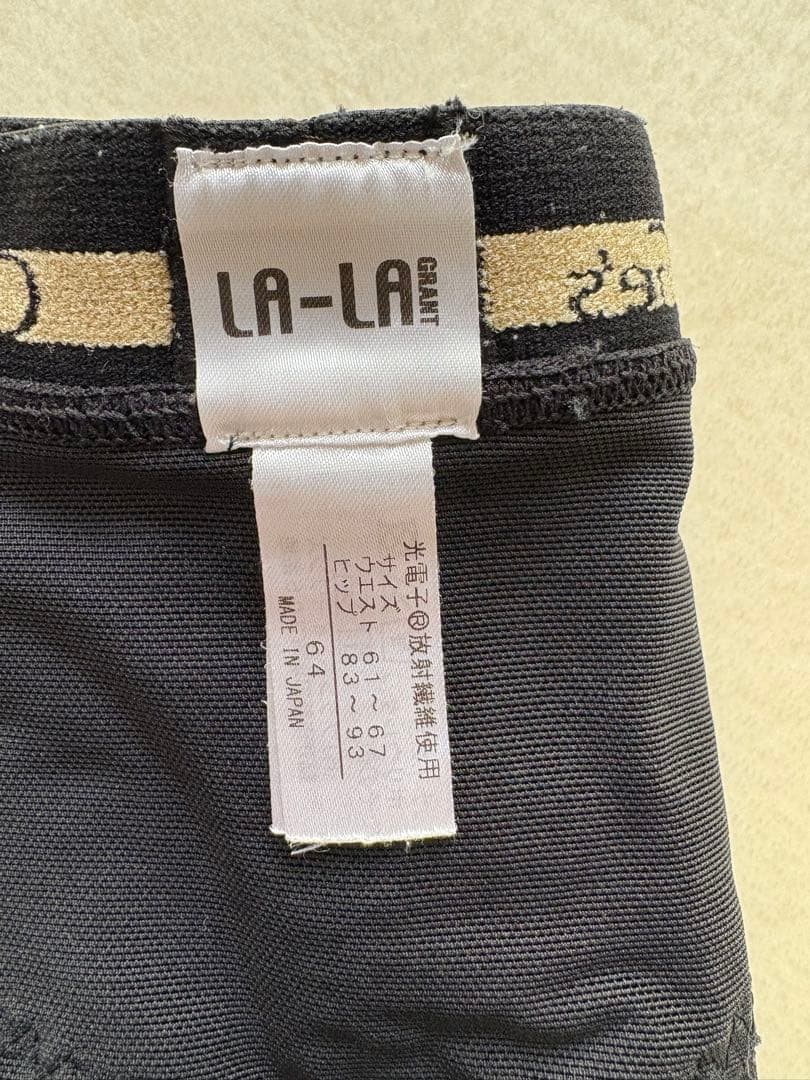 LA-LA GRANT
光電子®放射繊維使用
サイズ
ウエスト 61～67
ヒップ 83～93
64
MADE IN JAPAN